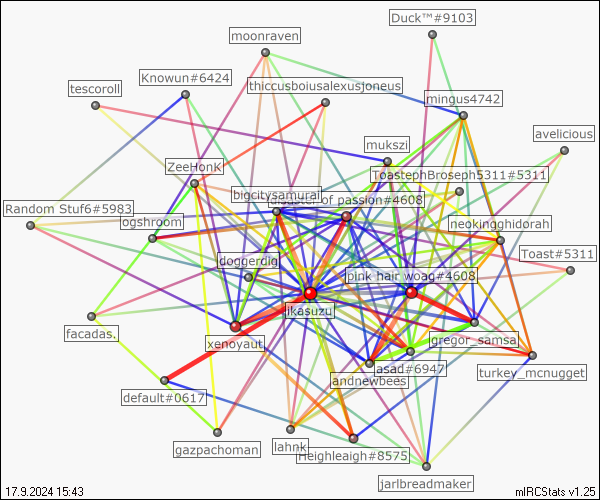 Duck™#9103
moonraven
Knowun#6424
thiccusboiusalexusjoneus
tescoroll
mingus4742
avelicious
mukszi
ZeeHonk
ToastephBroseph5311#5311
bigcitysamurai
of passion#4608
Random Stuf6#5983
ogshroom
neokingghidorah
Toast#5311
doggerdig
pink hair woag#4608
ikasuzu
facadas.
xenoyaut
gregor_samsa
asad#6947
turkey_mcnugget
andnewbees
default#0617
gazpachoman
lahnk
Heighleaigh#8575
jarlbreadmaker
17.9.2024 15:43
mIRCStats v1.25